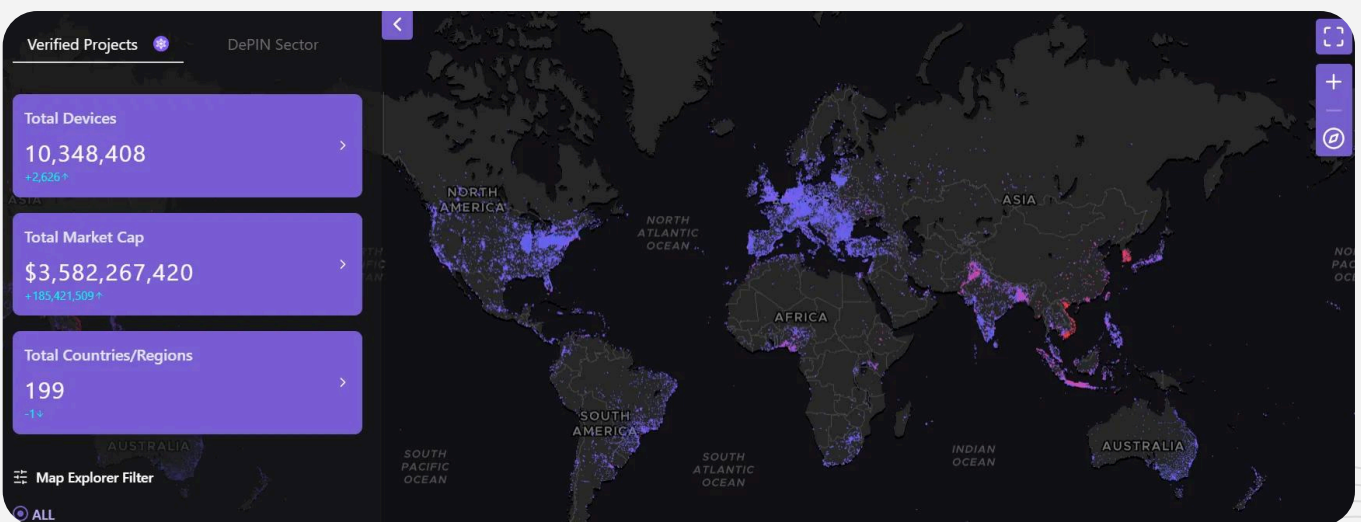 Verified Projects
DePIN Sector
Total Devices
10,348,408
+2,626↑
Total Market Cap
$3,582,267,420
+185,421,509↑
Total Countries/Regions
199
-1↓
Map Explorer Filter
ALL
NORTH
AMERICA
NORTH
ATLANTIC
OCEAN
ASIA
AFRICA
SOUTH
AMERICA
SOUTH
PACIFIC
OCEAN
SOUTH
ATLANTIC
OCEAN
INDIAN
OCEAN
AUSTRALIA
ASIA
AUSTRALIA